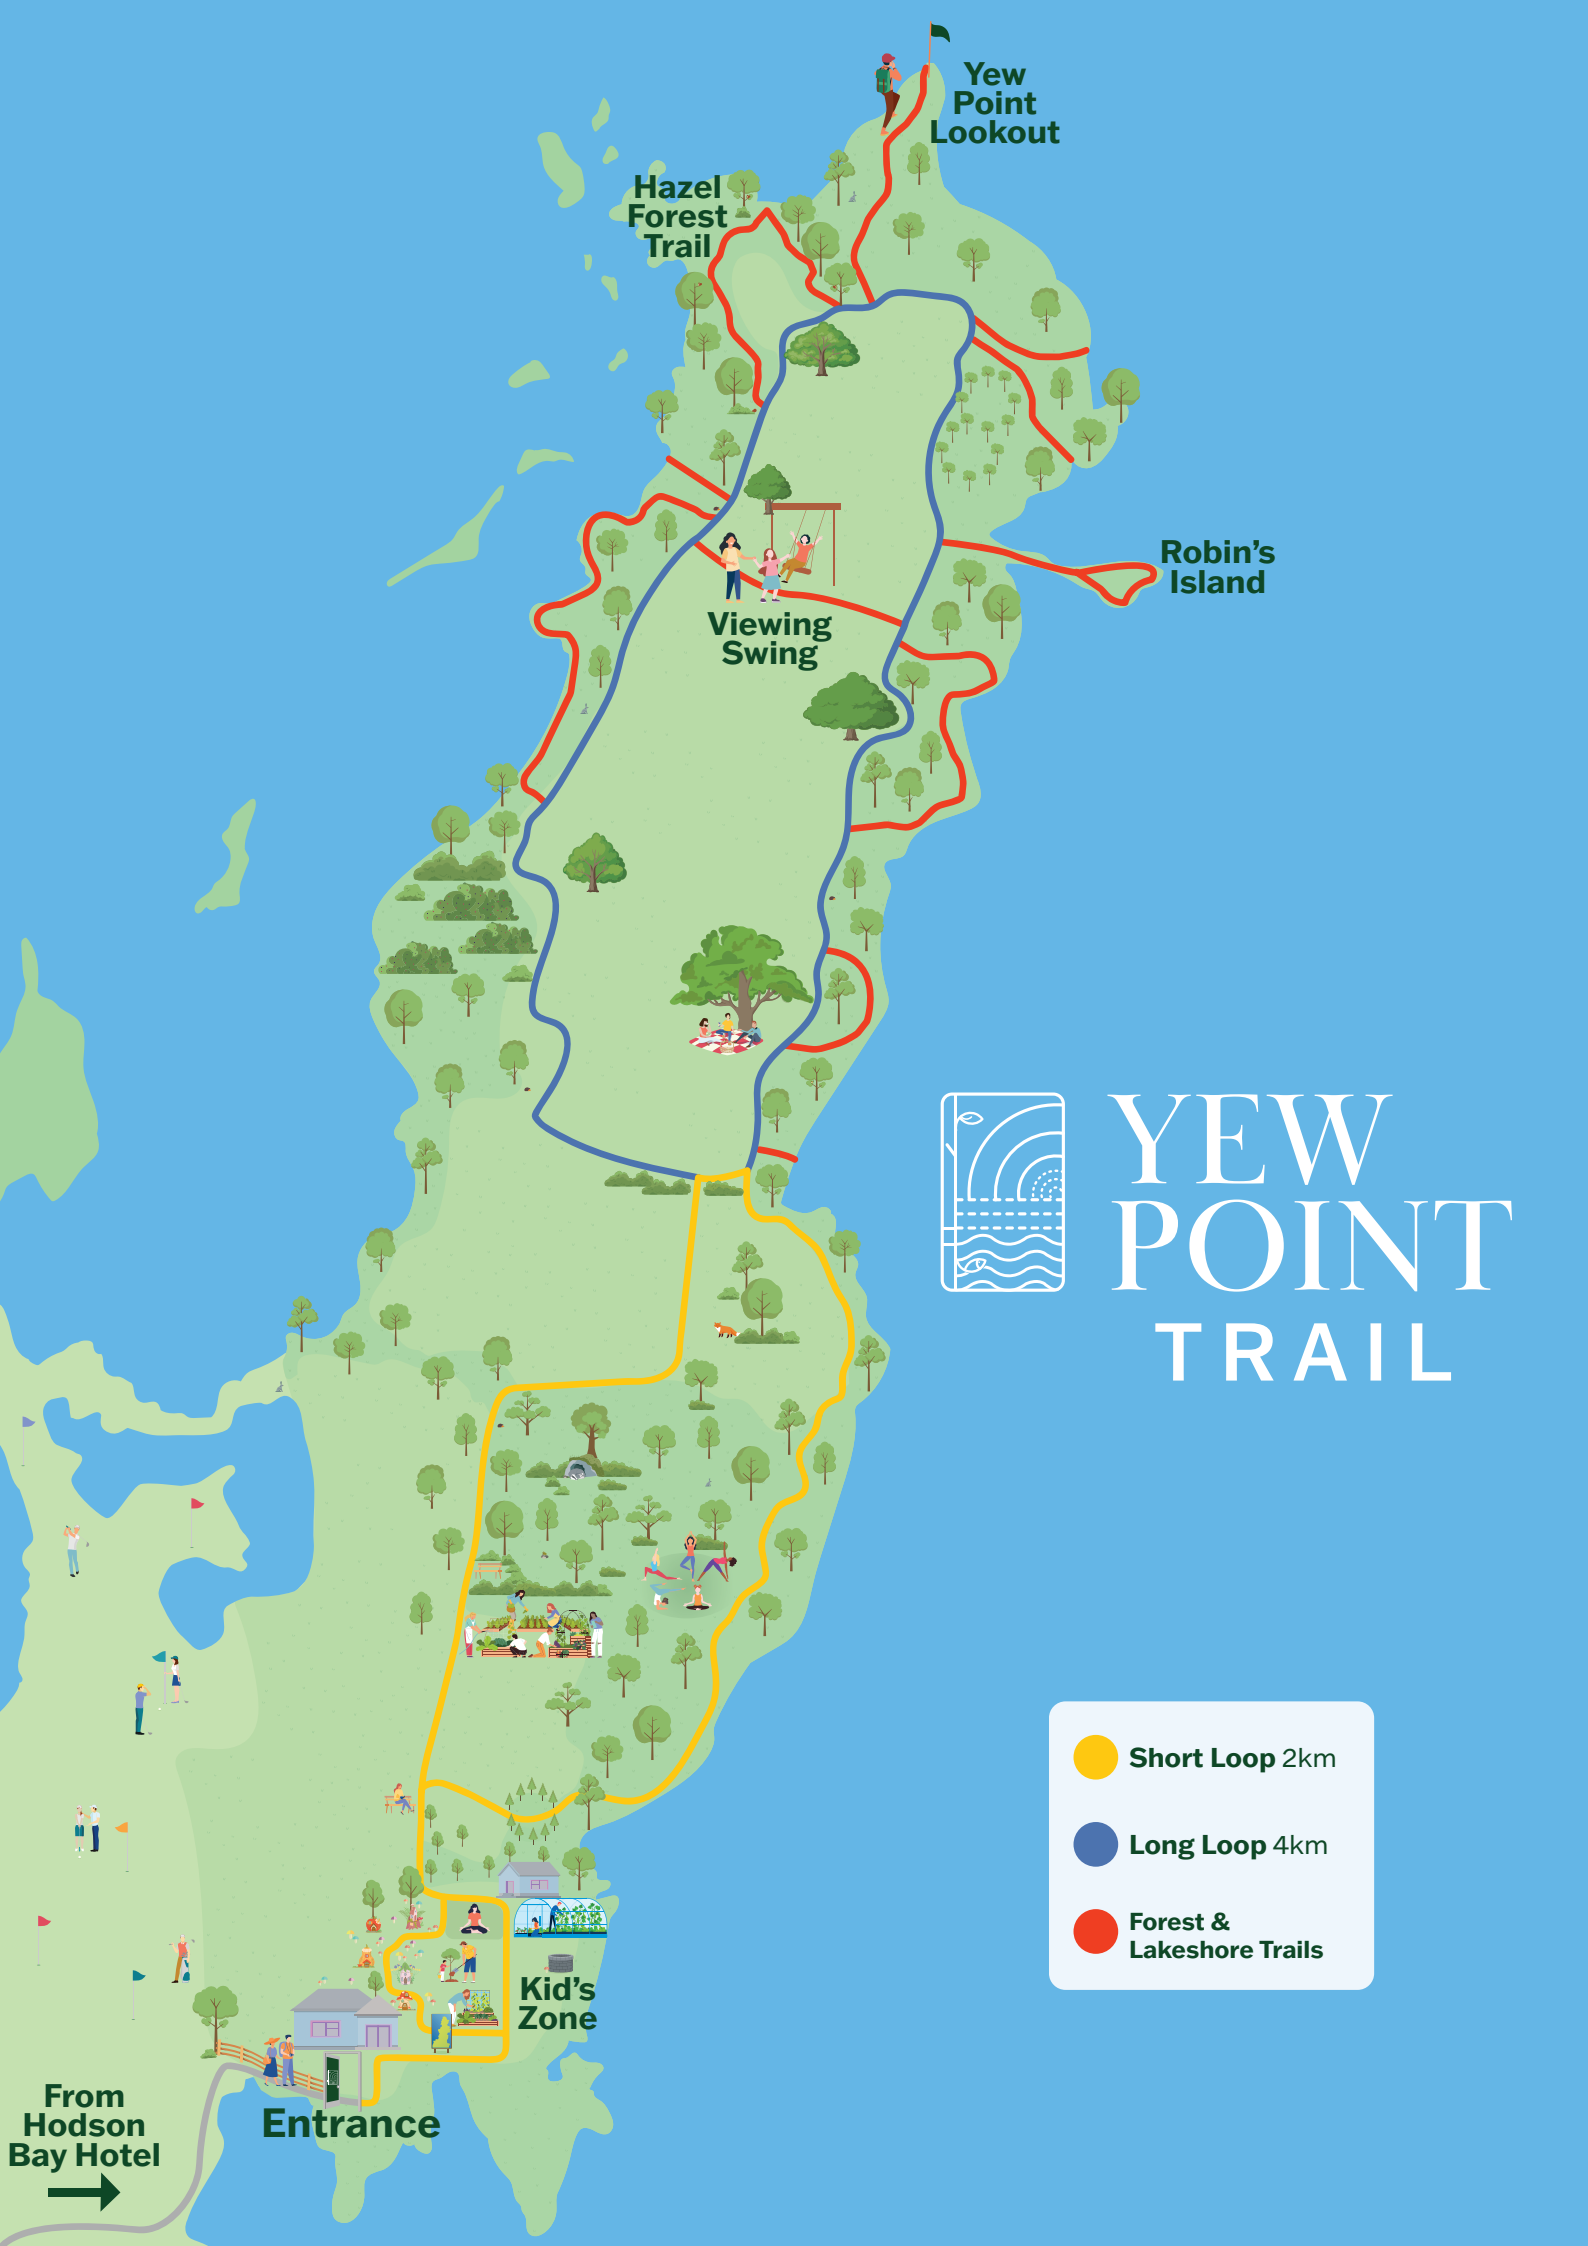 Yew
Point
Lookout
Hazel
Forest
Trail
Robin's
Island
Viewing
Swing
YEW
POINT
TRAIL
Short Loop 2km
Long Loop 4km
Forest &
Lakeshore Trails
Kid's
Zone
Entrance
From
Hodson
Bay Hotel